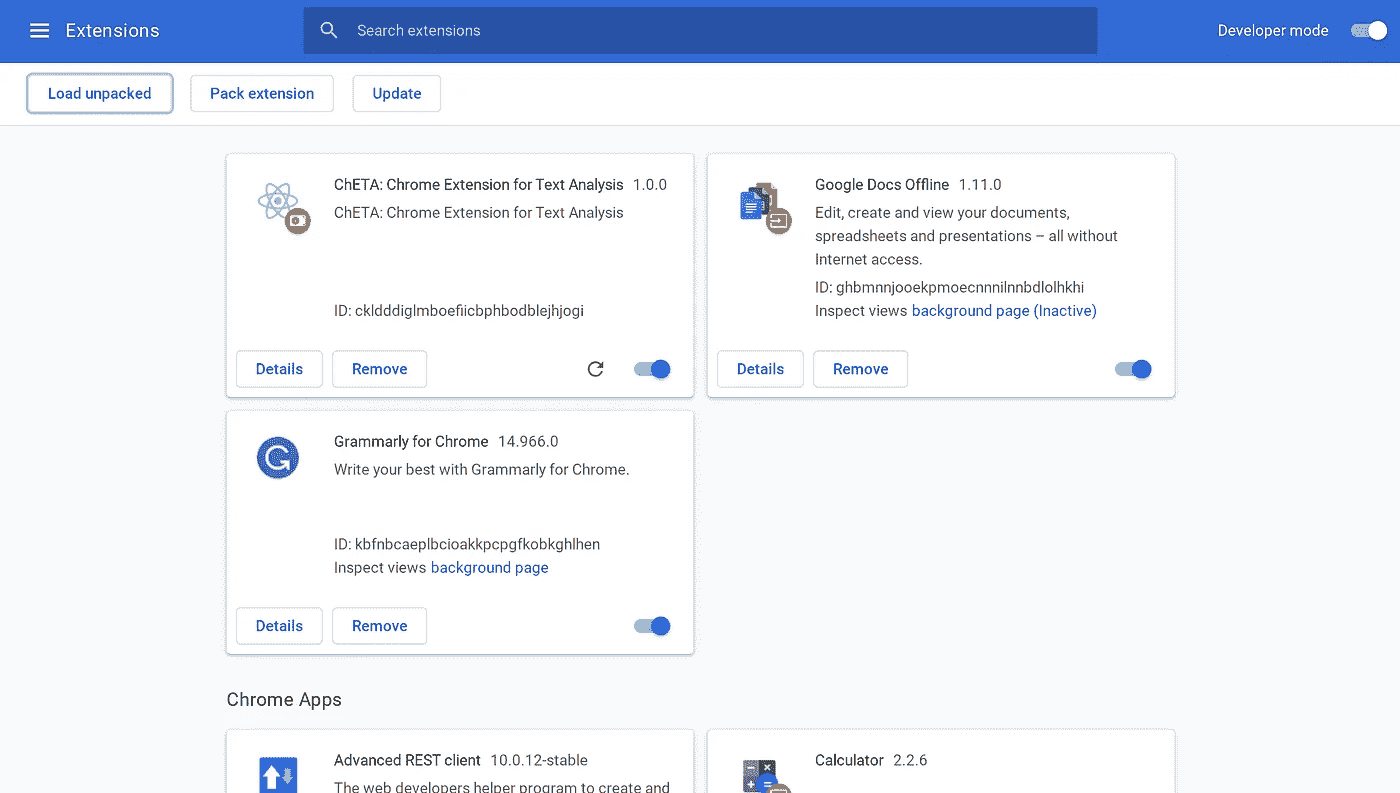 Extensions
Search extensions
Developer mode
Load unpacked
Pack extension
Update
ChETA: Chrome Extension for Text Analysis 1.0.0
ChETA: Chrome Extension for Text Analysis
ID: ckldddiglmboefiicbphbodblejhjogi
Details
Remove
Google Docs Offline 1.11.0
Edit, create and view your documents,
spreadsheets and presentations – all without
Internet access.
ID: ghbmnnjooekpmoecnnnilnnbdlolhkhi
Inspect views background page (Inactive)
Details
Remove
Grammarly for Chrome 14.966.0
Write your best with Grammarly for Chrome.
ID: kbfnbcaeplbcioakkpcpgfkobkghlhen
Inspect views background page
Details
Remove
Chrome Apps
Advanced REST client 10.0.12-stable
The web developers helper program to create and
Calculator 2.2.6